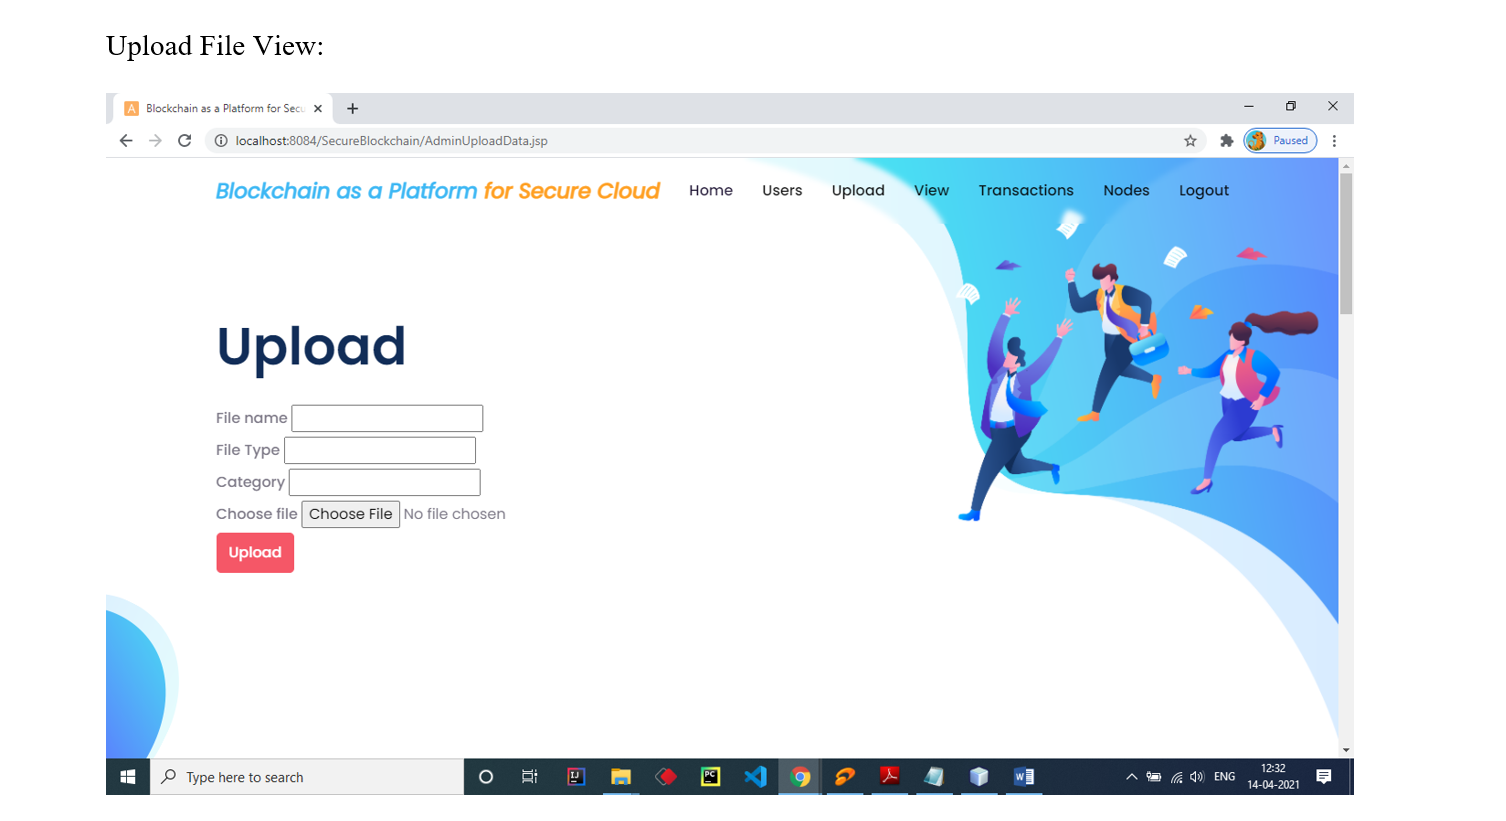 Upload File View:
Blockchain as a Platform for Secu
localhost:8084/SecureBlockchain/AdminUploadData.jsp
Paused
Blockchain as a Platform for Secure Cloud Home Users Upload View Transactions Nodes Logout
Upload
File name
File Type
Category
Choose file Choose File No file chosen
Upload
Type here to search
ENG
12:32
14-04-2021